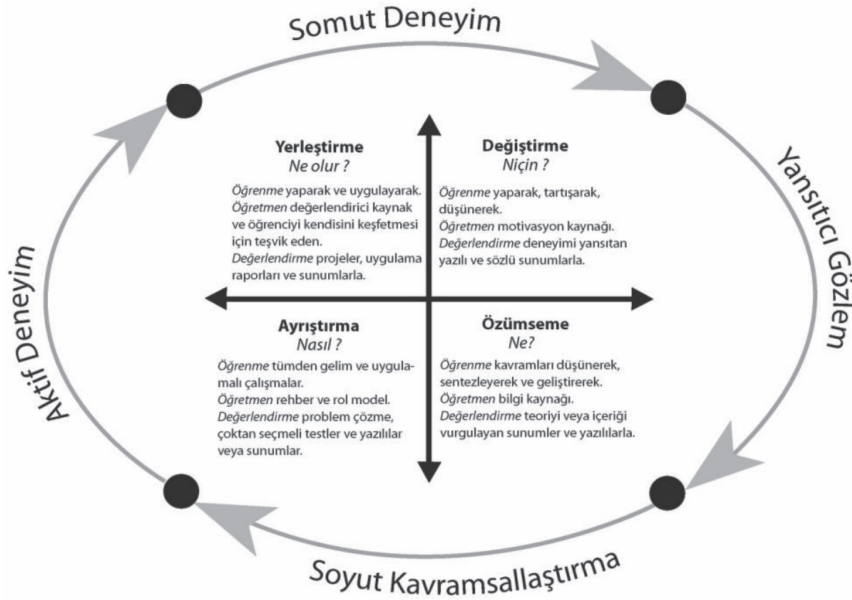 Somut Deneyim
Yerleştirme
Ne olur ?
Öğrenme yaparak ve uygulayarak.
Öğretmen değerlendirici kaynak
ve öğrenciyi kendisini keşfetmesi
için teşvik eden.
Değerlendirme projeler, uygulama
raporları ve sunumlarla.
Değiştirme
Niçin ?
Öğrenme yaparak, tartışarak,
düşünerek.
Öğretmen motivasyon kaynağı.
Değerlendirme deneyimi yansıtan
yazılı ve sözlü sunumlarla.
Yansıtıcı Gözlem
Aktif Deneyim
Ayrıştırma
Nasıl ?
Öğrenme tümden gelim ve uygula-
malı çalışmalar.
Öğretmen rehber ve rol model.
Değerlendirme problem çözme,
çoktan seçmeli testler ve yazılılar
veya sunumlar.
Özümseme
Ne?
Öğrenme kavramları düşünerek,
sentezleyerek ve geliştirerek.
Öğretmen bilgi kaynağı.
Değerlendirme teoriyi veya içeriği
vurgulayan sunumler ve yazılılarla.
Soyut Kavramsallaştırma